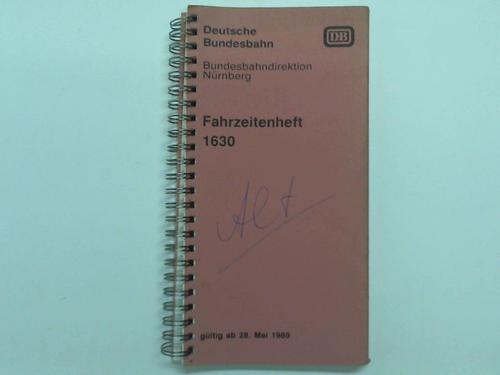 Deutsche
Bundesbahn
DB
Bundesbahndirektion
Nürnberg
Fahrzeitenheft
1630
Alt
gültig ab 28. Mai 1989